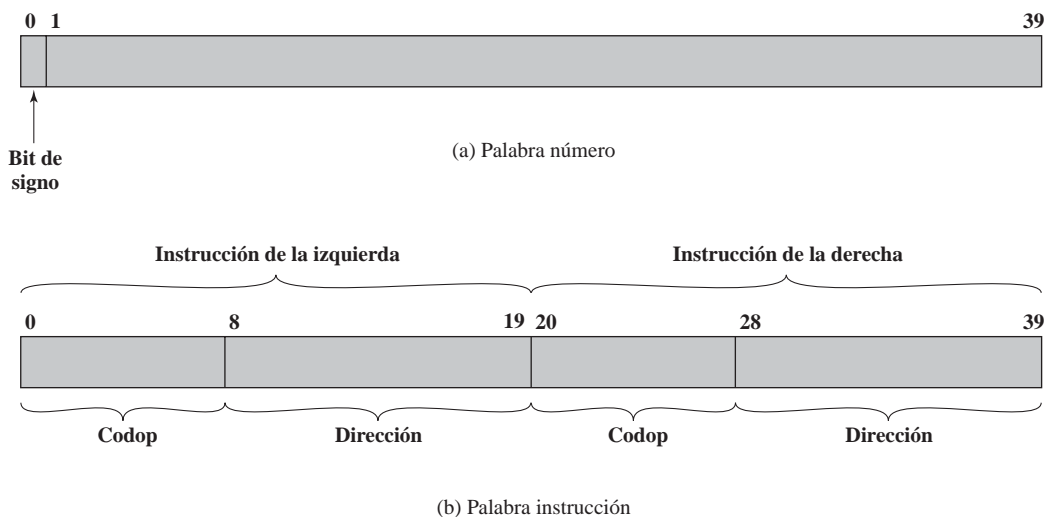 0 1 39
Bit de
signo
(a) Palabra número
Instrucción de la izquierda Instrucción de la derecha
0 8 19 20 28 39
Codop Dirección Codop Dirección
(b) Palabra instrucción